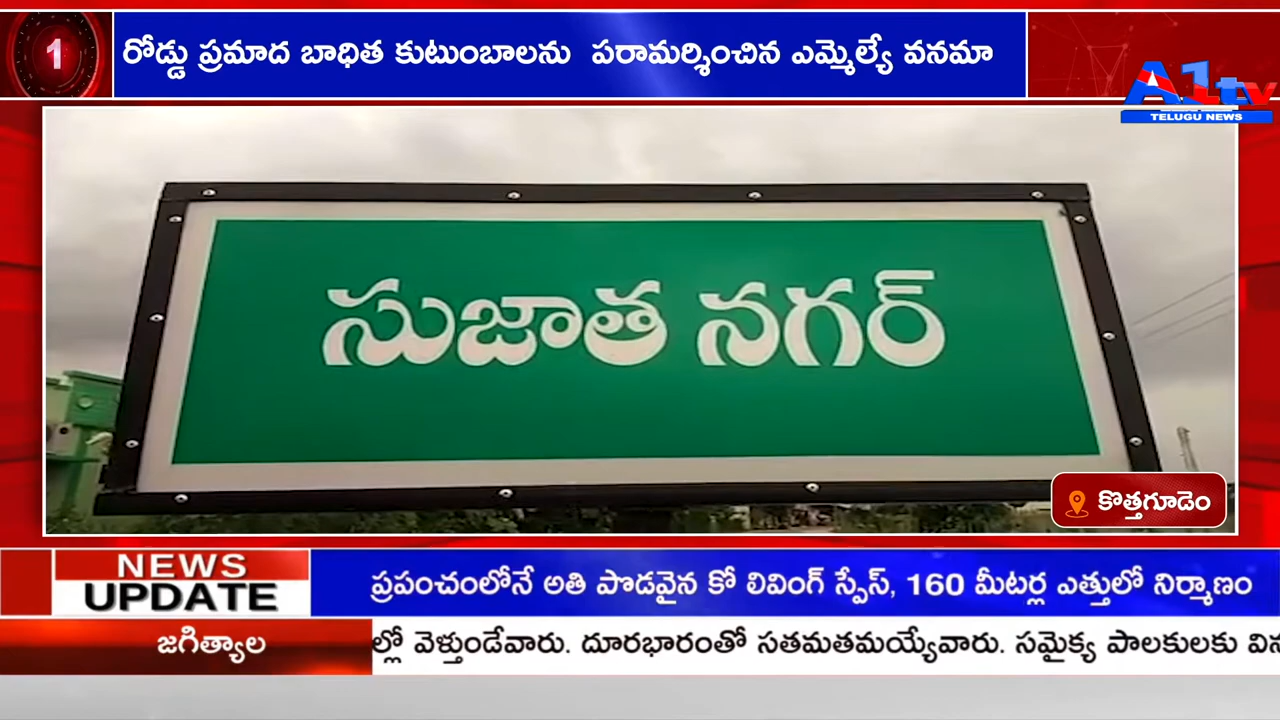 1
రోడ్డు ప్రమాద బాధిత కుటుంబాలను పరామర్శించిన ఎమ్మెల్యే వనమా
A1tv
TELUGU NEWS
సుజాత నగర్
కొత్తగూడెం
NEWS
UPDATE
ప్రపంచంలోనే అతి పొడవైన కో లివింగ్ స్పేస్, 160 మీటర్ల ఎత్తులో నిర్మాణం
జగిత్యాల
ల్లో వెళ్తుండేవారు. దూరభారంతో సతమతమయ్యేవారు. సమైక్య పాలకులకు విన